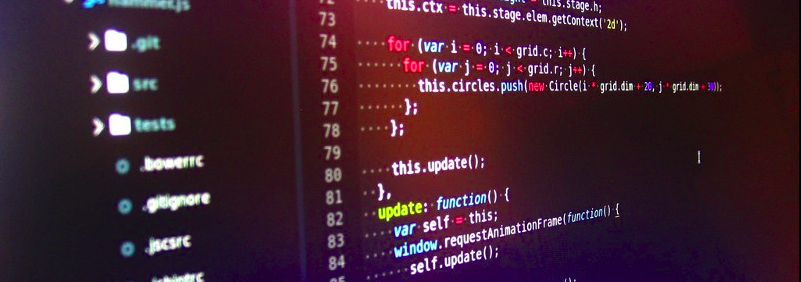 hammer.js
.git
src
tests
.bowerrc
.gitignore
.jscsrc
72 this.stage.h;
73 this.ctx = this.stage.elem.getContext('2d');
74
75 for (var i = 0; i < grid.c; i++) {
76 for (var j = 0; j < grid.r; j++) {
77 this.circles.push(new Circle(i * grid.dim + 20, j * grid.dim + 30));
78 };
79 };
80
81 this.update();
82 },
83 update: function() {
84 var self = this;
window.requestAnimationFrame(function() {
self.update();